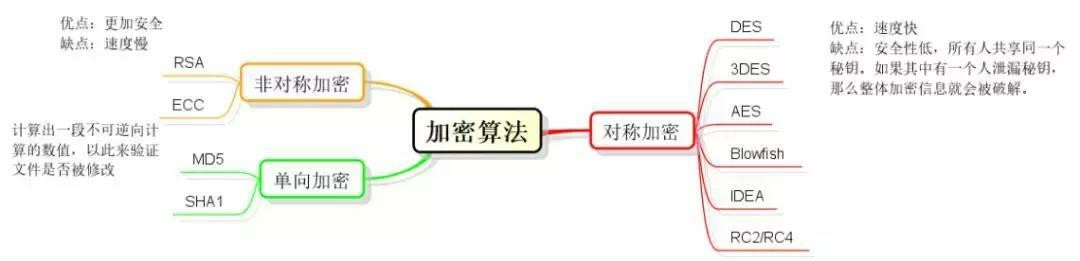 优点：更加安全
缺点：速度慢
RSA
ECC
非对称加密
计算出一段不可逆向计
算的数值，以此来验证
文件是否被修改
MD5
SHA1
单向加密
加密算法
对称加密
DES
3DES
AES
Blowfish
IDEA
RC2/RC4
优点：速度快
缺点：安全性低，所有人共享同一个
秘钥。如果其中有一个人泄漏秘钥，
那么整体加密信息就会被破解。